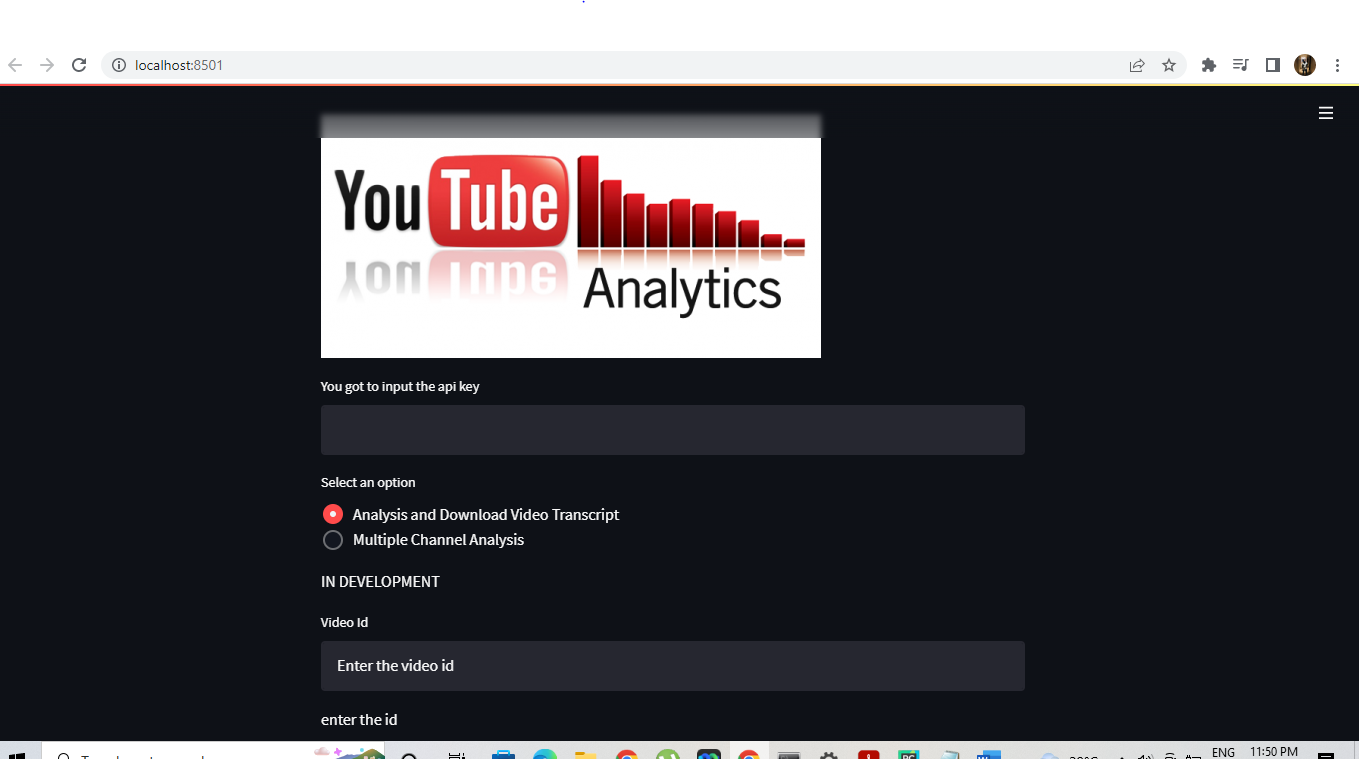 localhost:8501
YouTube
Analytics
You got to input the api key
Select an option
Analysis and Download Video Transcript
Multiple Channel Analysis
IN DEVELOPMENT
Video Id
Enter the video id
enter the id
ENG
11:50 PM